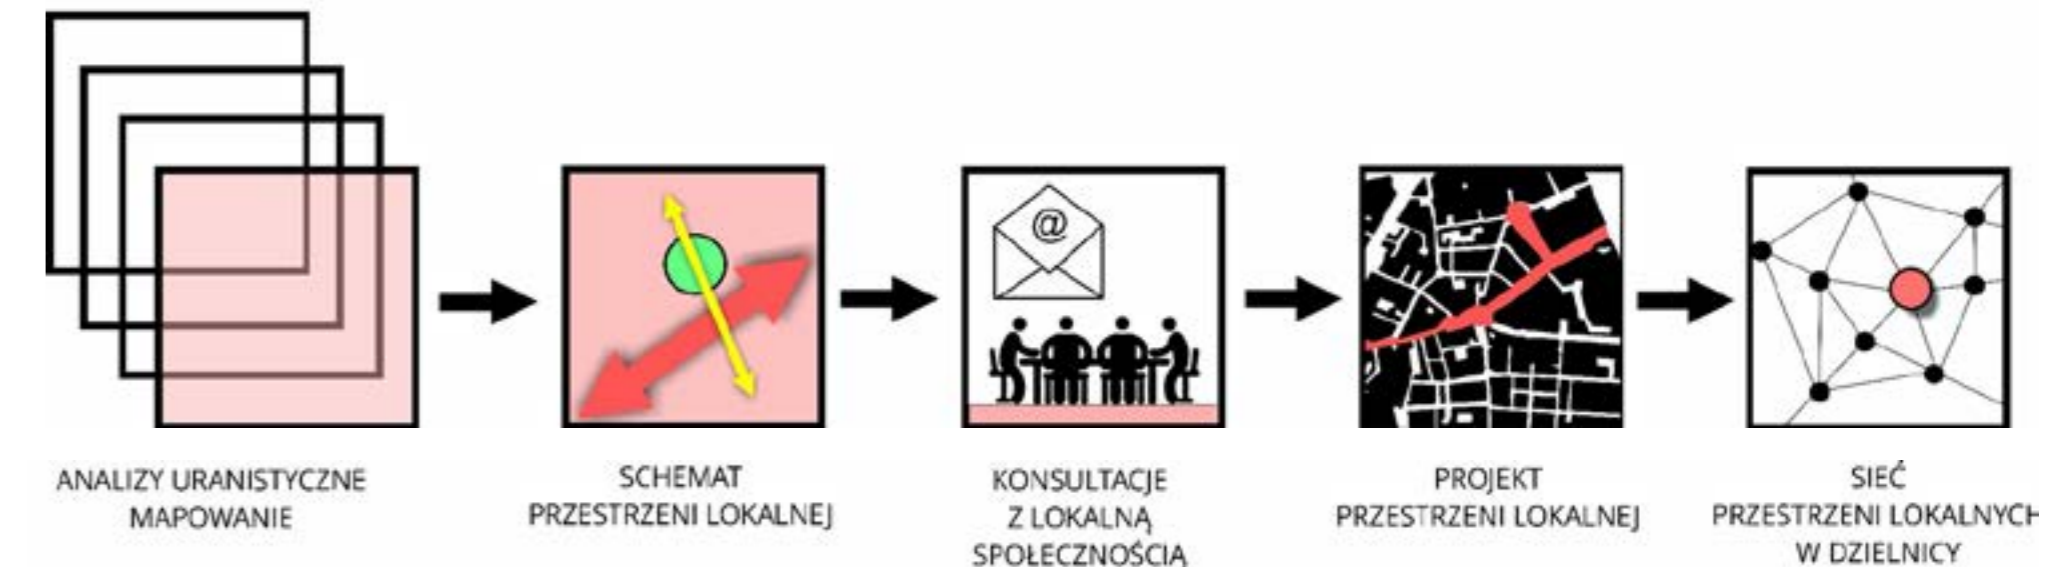 @
ANALIZY URANISTYCZNE
MAPOWANIE
SCHEMAT
PRZESTRZENI LOKALNEJ
KONSULTACJE
Z LOKALNĄ
SPOŁECZNOŚCIĄ
PROJEKT
PRZESTRZENI LOKALNEJ
SIEĆ
PRZESTRZENI LOKALNYCH
W DZIELNICY